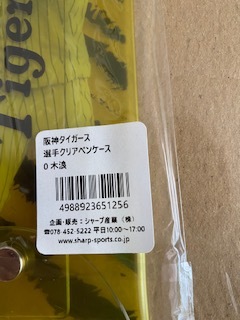 Tiger
阪神タイガース
選手クリアペンケース
0 木浪
4988923651256
企画・販売:シャープ産業(株)
☎078-452-5222 平日10:00~17:00
www.sharp-sports.co.jp